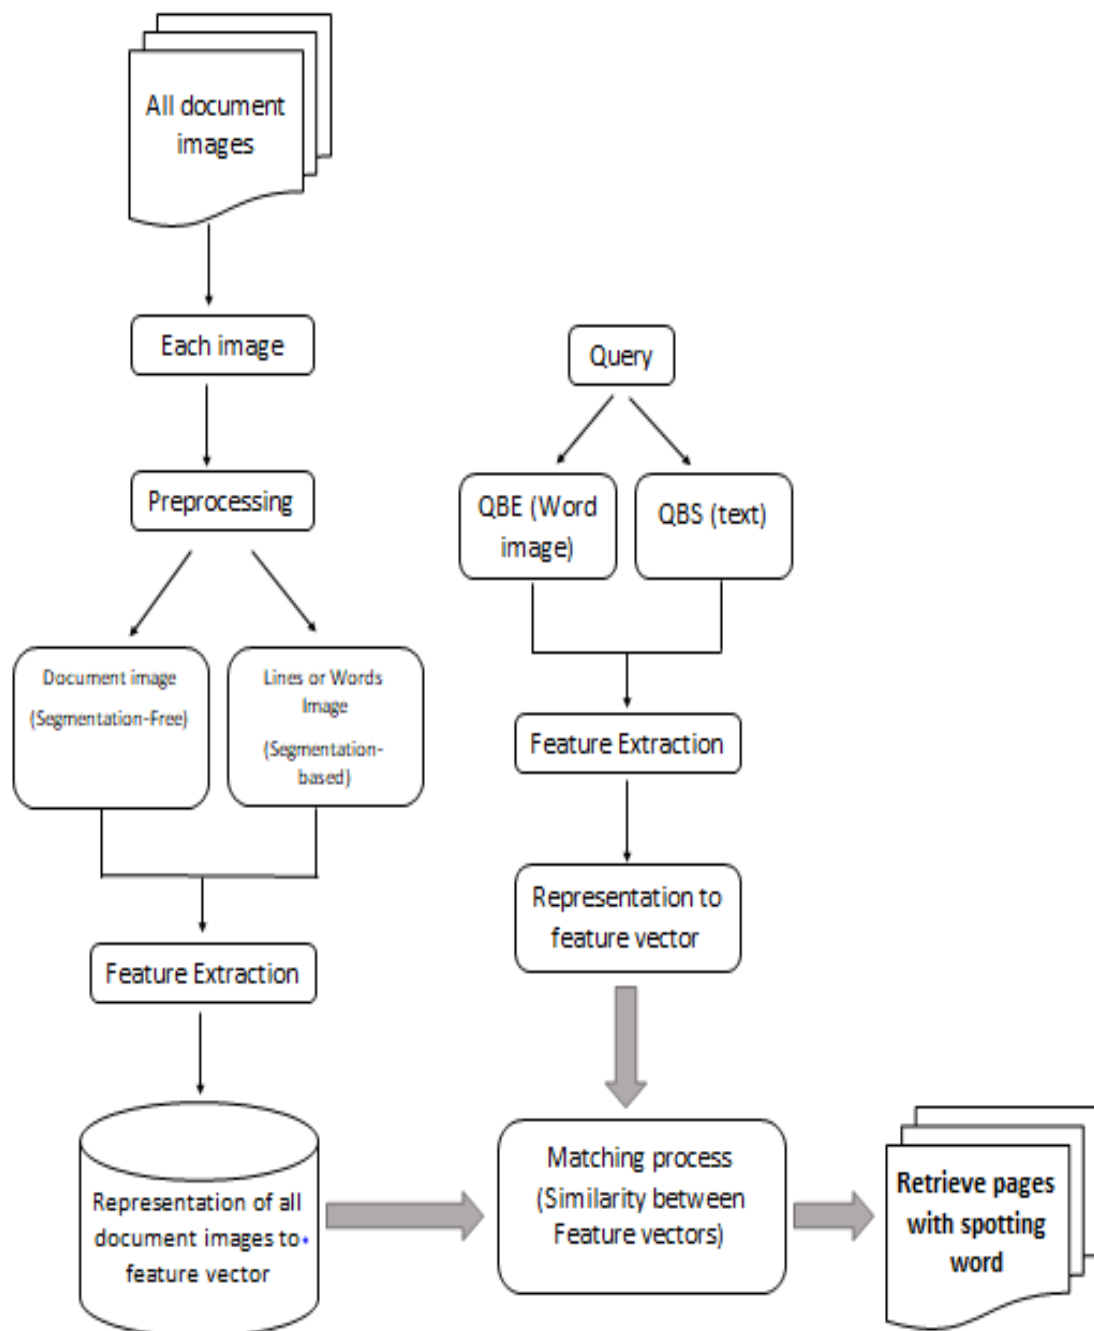 All document
images
Each image
Preprocessing
Document image
(Segmentation-Free)
Lines or Words
Image
(Segmentation-
based)
Feature Extraction
Representation of all
document images to
feature vector
Query
QBE (Word
image)
QBS (text)
Feature Extraction
Representation to
feature vector
Matching process
(Similarity between
Feature vectors)
Retrieve pages
with spotting
word